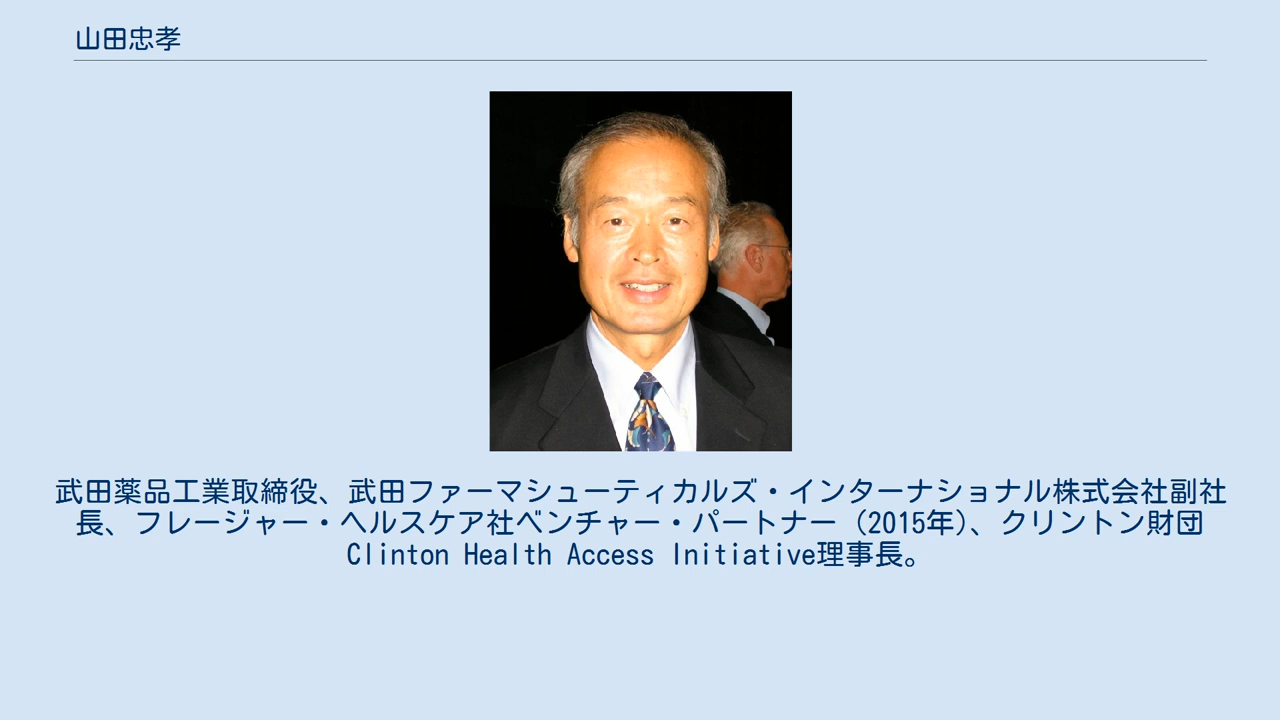 山田忠孝
武田薬品工業取締役、武田ファーマシューティカルズ・インターナショナル株式会社副社
長、フレージャー・ヘルスケア社ベンチャー・パートナー（2015年）、クリントン財団
Clinton Health Access Initiative理事長。